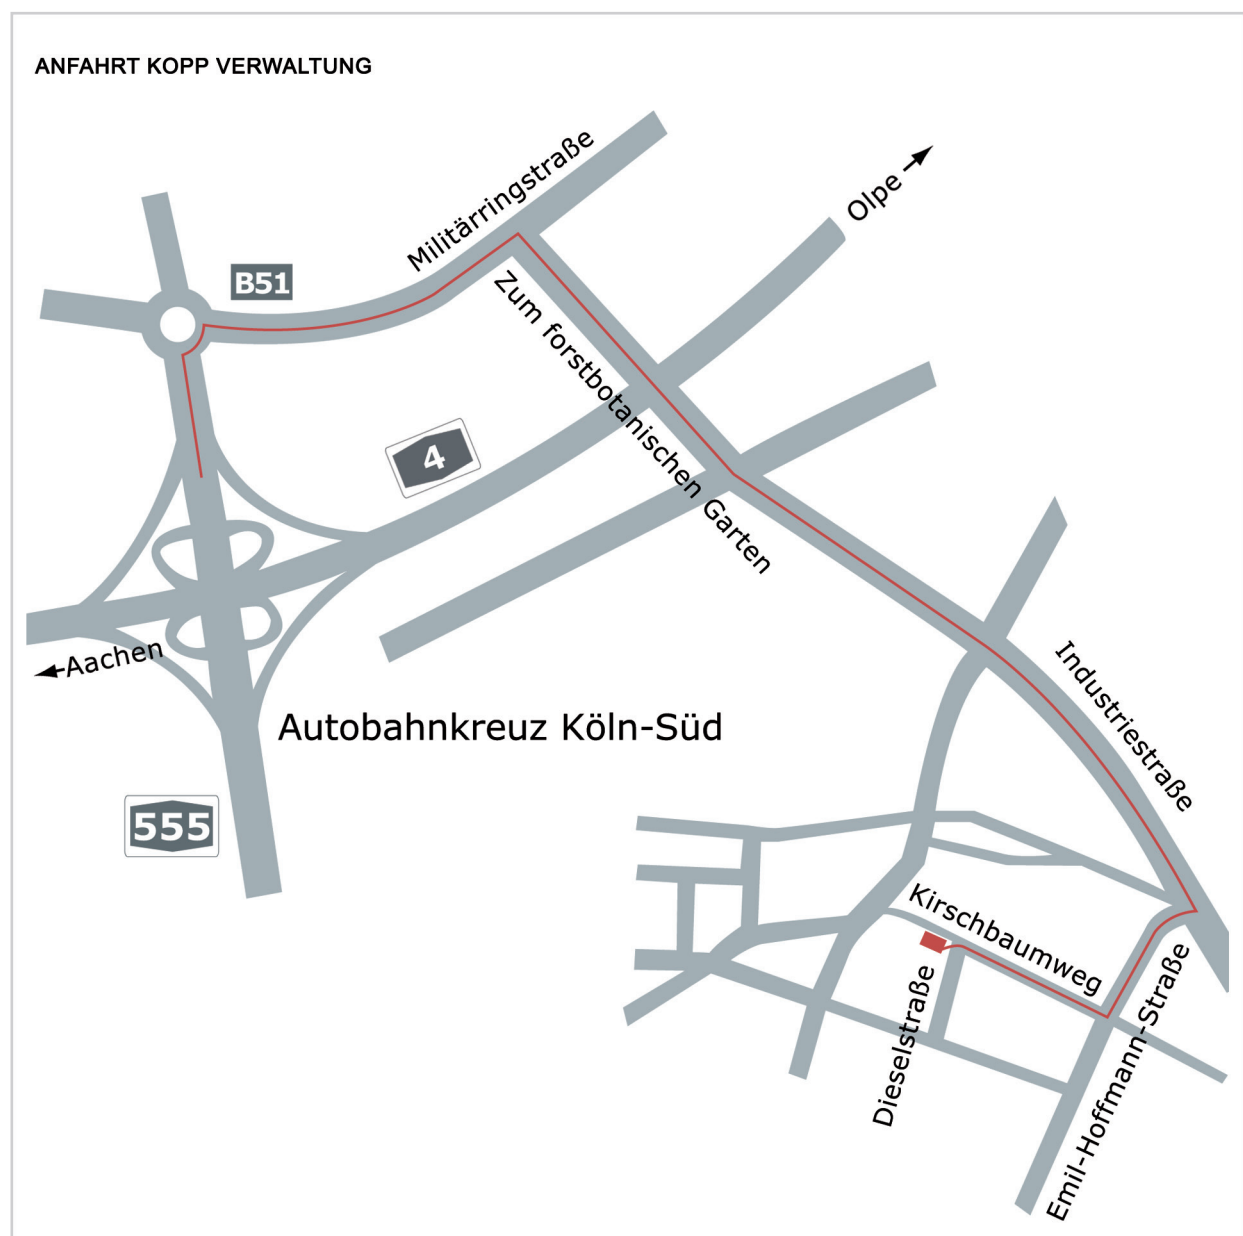 ANFAHRT KOPP VERWALTUNG
Militärringstraße
Olpe
B51
Zum forstbotanischen Garten
4
Aachen
Autobahnkreuz Köln-Süd
Industriestraße
555
Kirschbaumweg
Dieselstraße
Emil-Hoffmann-Straße